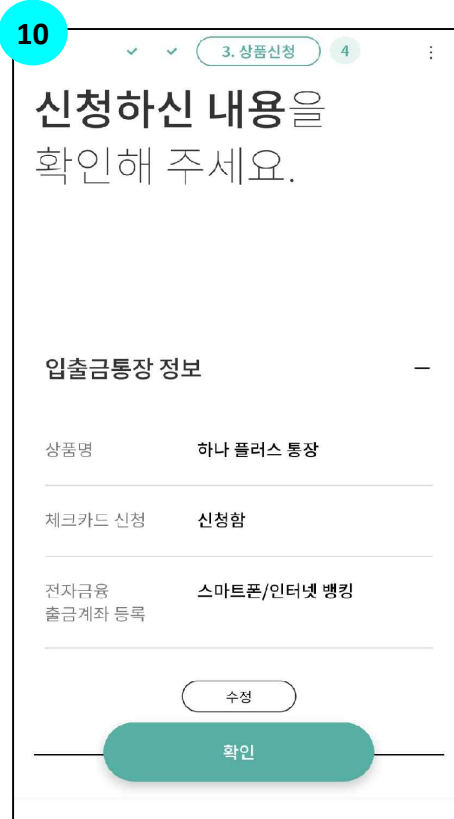 10
3. 상품신청 4
신청하신 내용을
확인해 주세요.
입출금통장 정보
상품명 하나 플러스 통장
체크카드 신청 신청함
전자금융 스마트폰/인터넷 뱅킹
출금계좌 등록
수정
확인